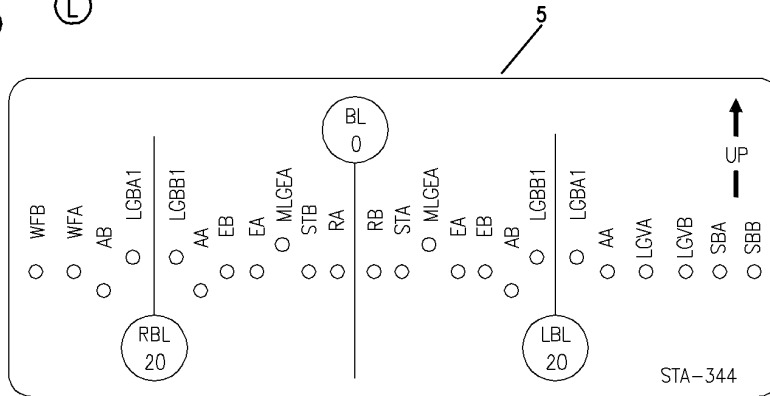 L
5
BL
0
UP
WFB
WFA
AB
LGBA1
LGBB1
AA
EB
EA
MLGEA
STB
RA
RB
STA
MLGEA
EA
EB
AB
LGBB1
LGBA1
AA
LGVA
LGVB
SBA
SBB
RBL
20
LBL
20
STA-344